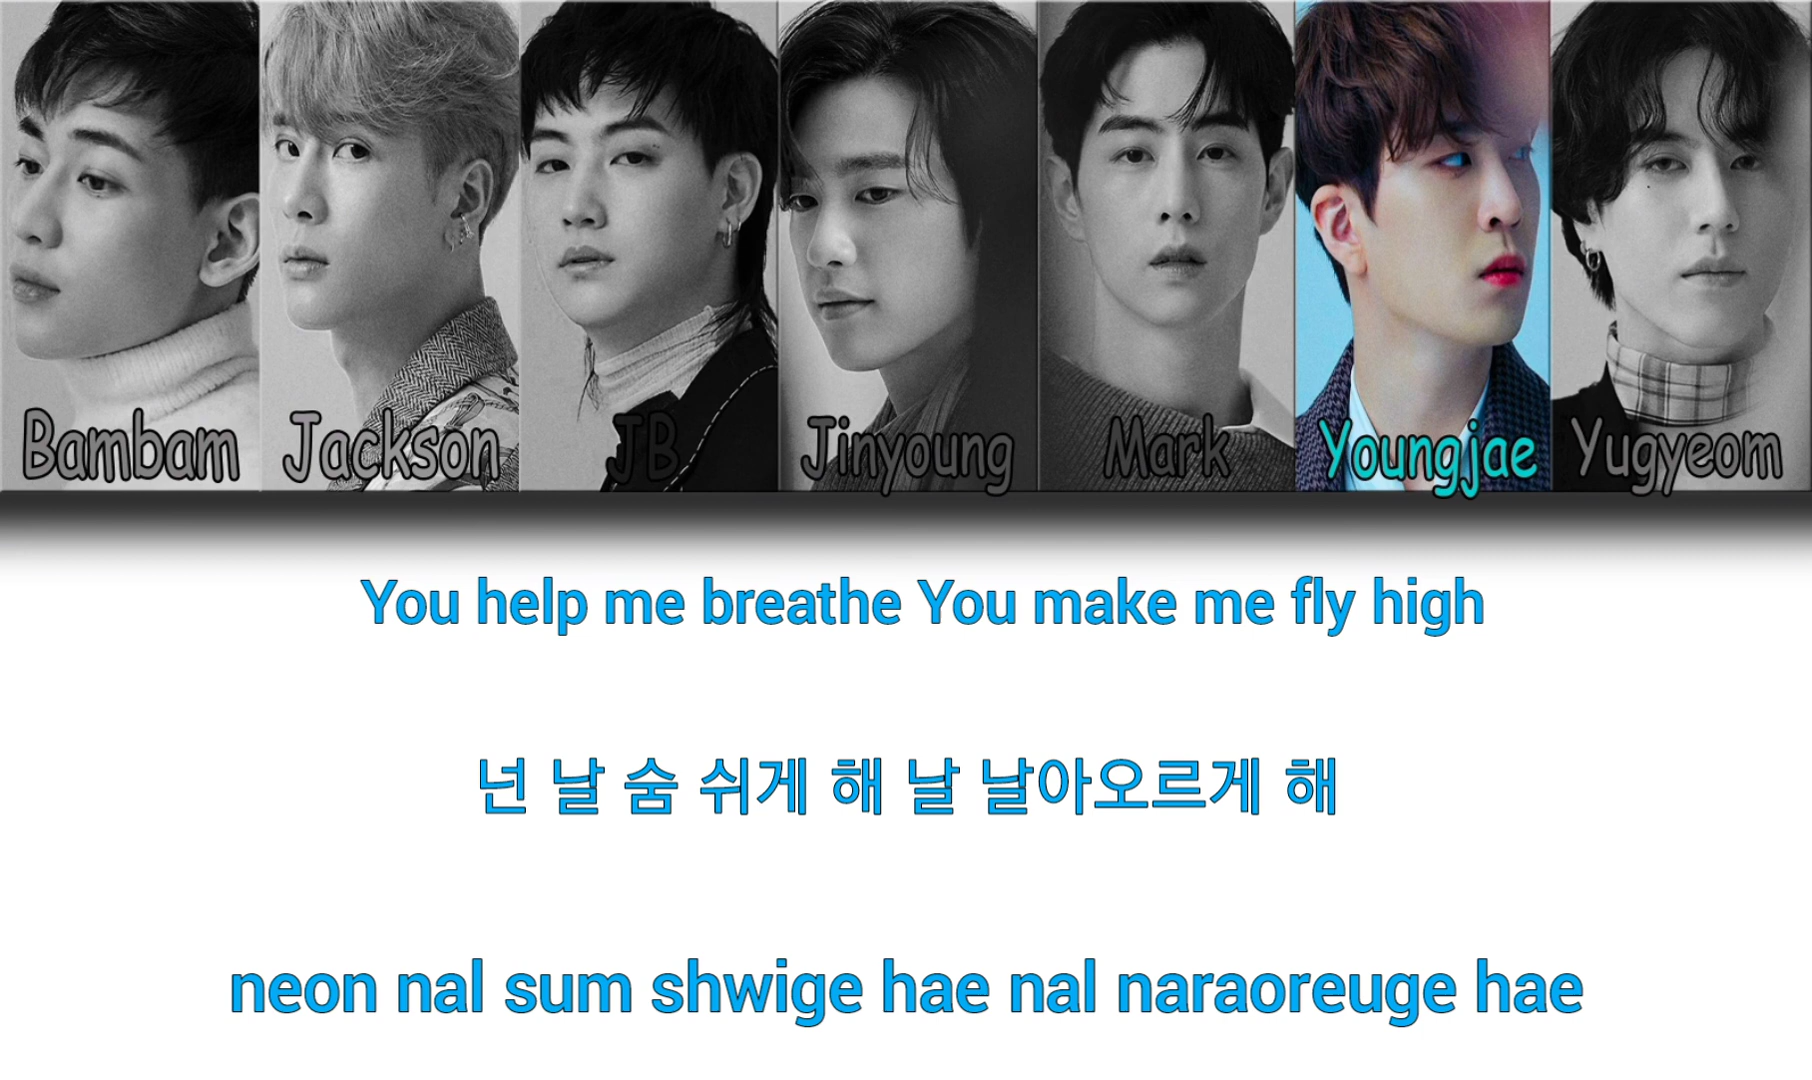 Bambam Jackson JB Jinyoung Mark Youngjae Yugyeom
You help me breathe You make me fly high
넌 날 숨 쉬게 해 날 날아오르게 해
neon nal sum shwige hae nal naraoreuge hae